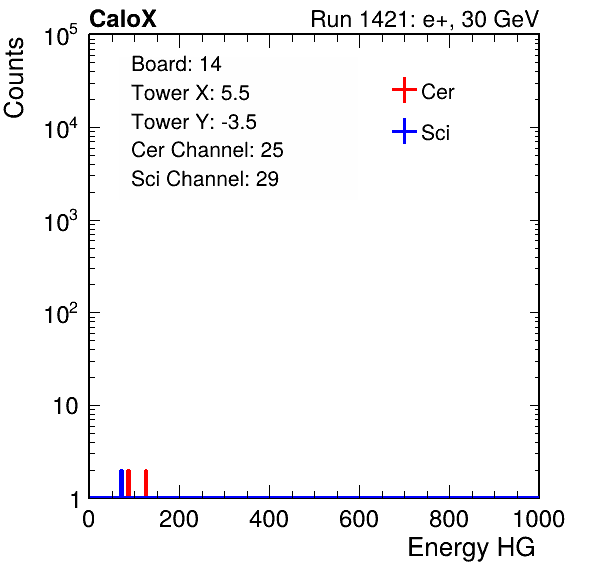 CaloX Run 1421: e+, 30 GeV
Counts
10^5
10^4
10^3
10^2
10
1
Board: 14
Tower X: 5.5
Tower Y: -3.5
Cer Channel: 25
Sci Channel: 29
Cer
Sci
0 200 400 600 800 1000
Energy HG